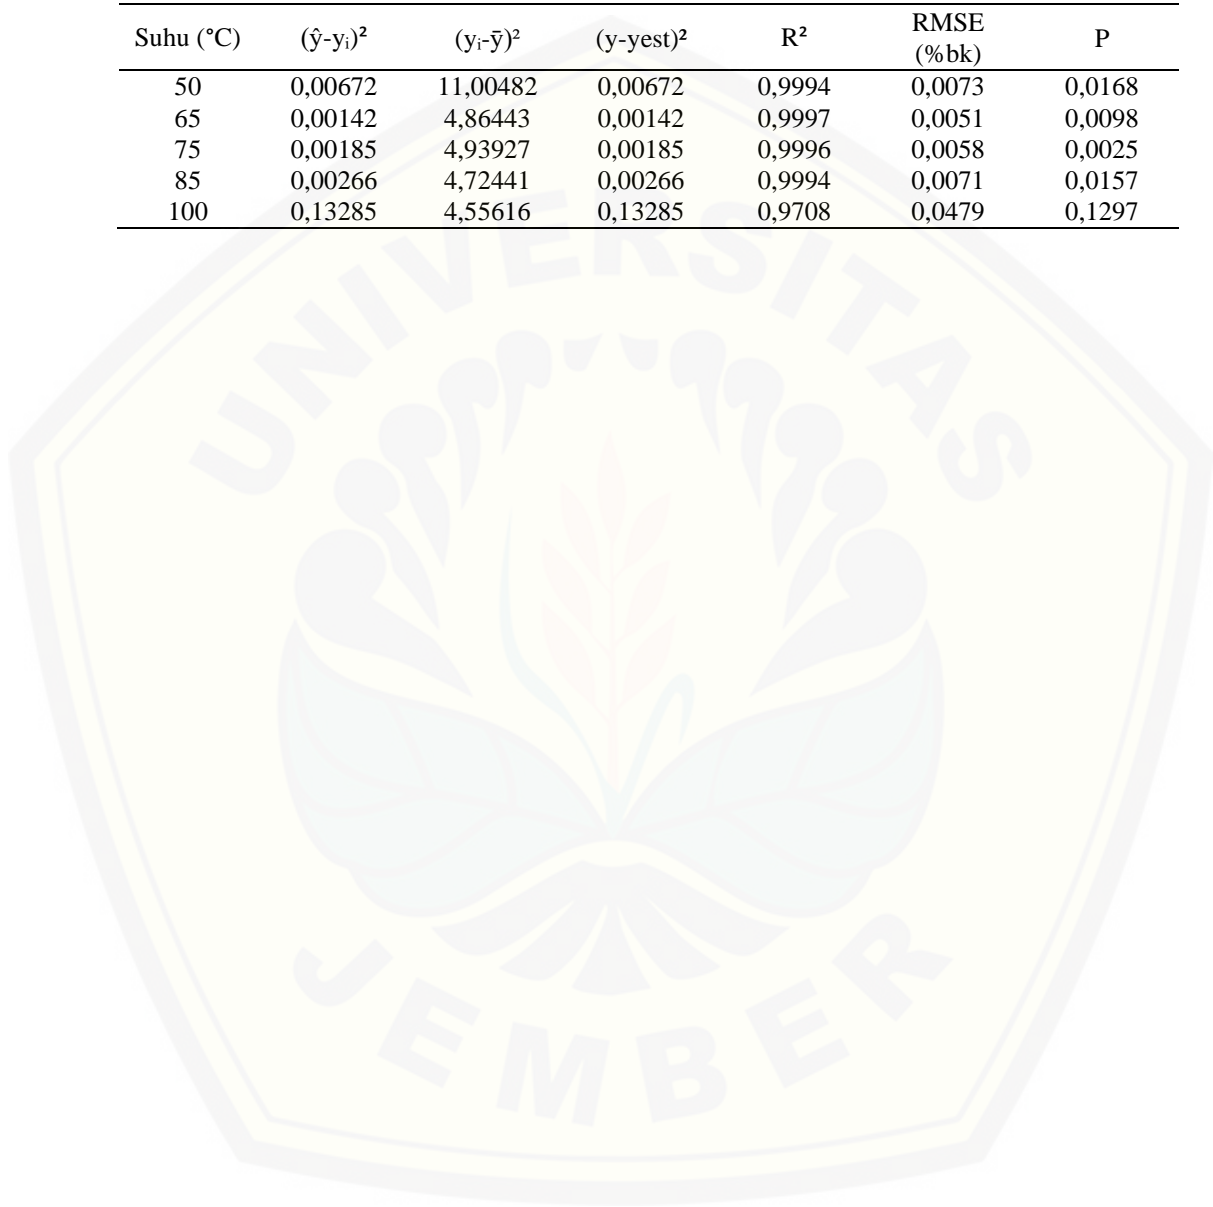 Suhu (°C) (ŷ-yᵢ)² (yᵢ-ȳ)² (y-yest)² R² RMSE (%bk) P
50 0,00672 11,00482 0,00672 0,9994 0,0073 0,0168
65 0,00142 4,86443 0,00142 0,9997 0,0051 0,0098
75 0,00185 4,93927 0,00185 0,9996 0,0058 0,0025
85 0,00266 4,72441 0,00266 0,9994 0,0071 0,0157
100 0,13285 4,55616 0,13285 0,9708 0,0479 0,1297
UNIVERSITAS
JEMBER